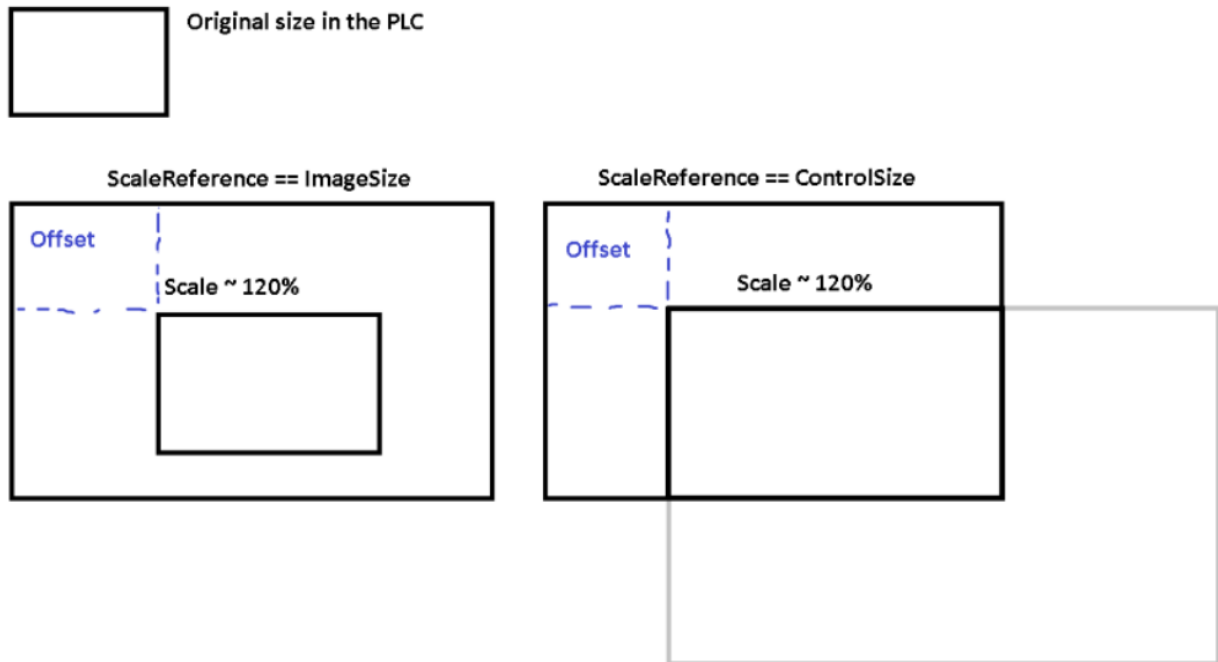 Original size in the PLC
ScaleReference == ImageSize
ScaleReference == ControlSize
Offset
Scale ~ 120%
Offset
Scale ~ 120%